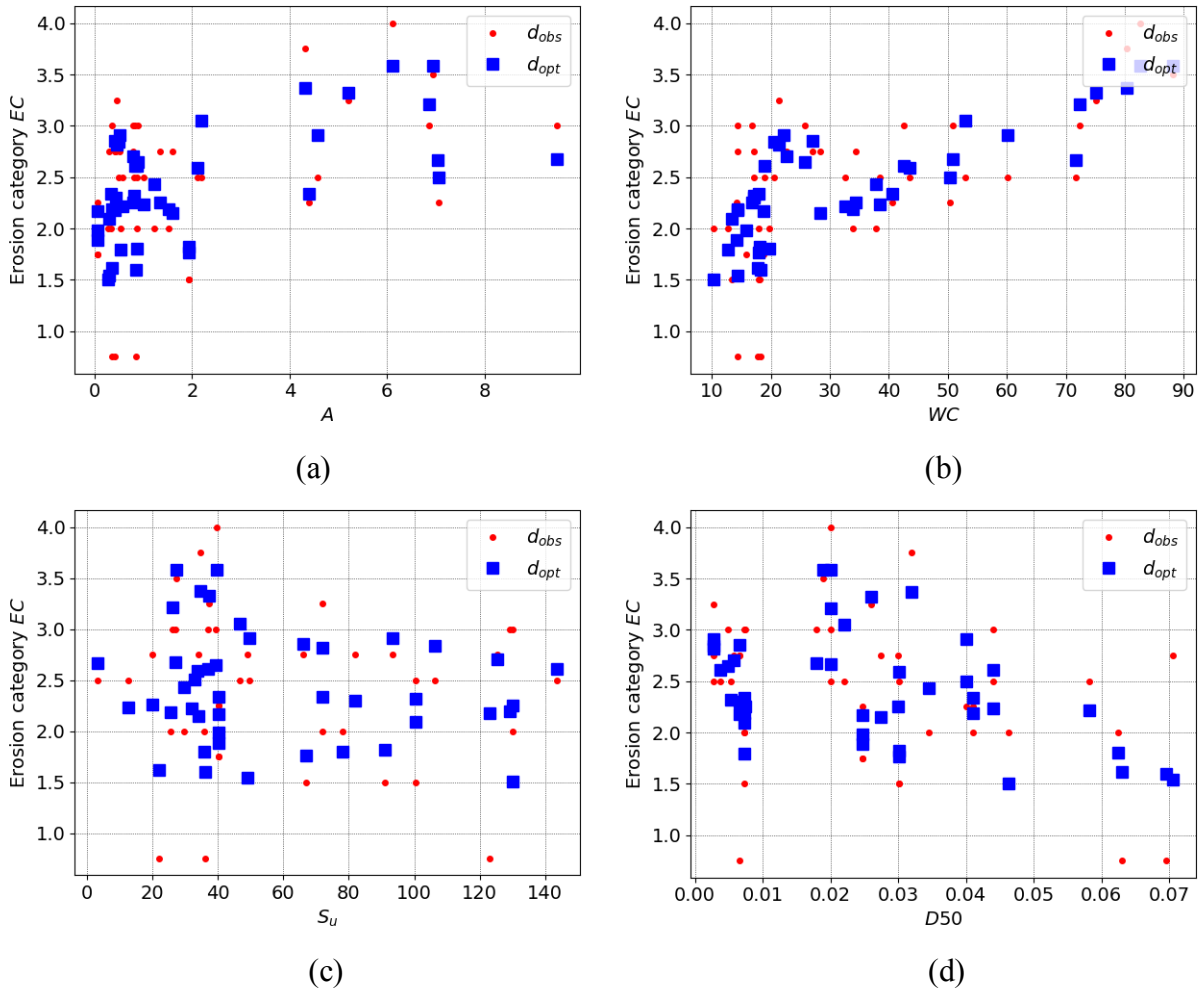 4.0
3.5
3.0
2.5
2.0
1.5
1.0
Erosion category EC
d_obs
d_opt
0 2 4 6 8
A
(a)
4.0
3.5
3.0
2.5
2.0
1.5
1.0
Erosion category EC
d_obs
d_opt
10 20 30 40 50 60 70 80 90
WC
(b)
4.0
3.5
3.0
2.5
2.0
1.5
1.0
Erosion category EC
d_obs
d_opt
0 20 40 60 80 100 120 140
S_u
(c)
4.0
3.5
3.0
2.5
2.0
1.5
1.0
Erosion category EC
d_obs
d_opt
0.00 0.01 0.02 0.03 0.04 0.05 0.06 0.07
D50
(d)